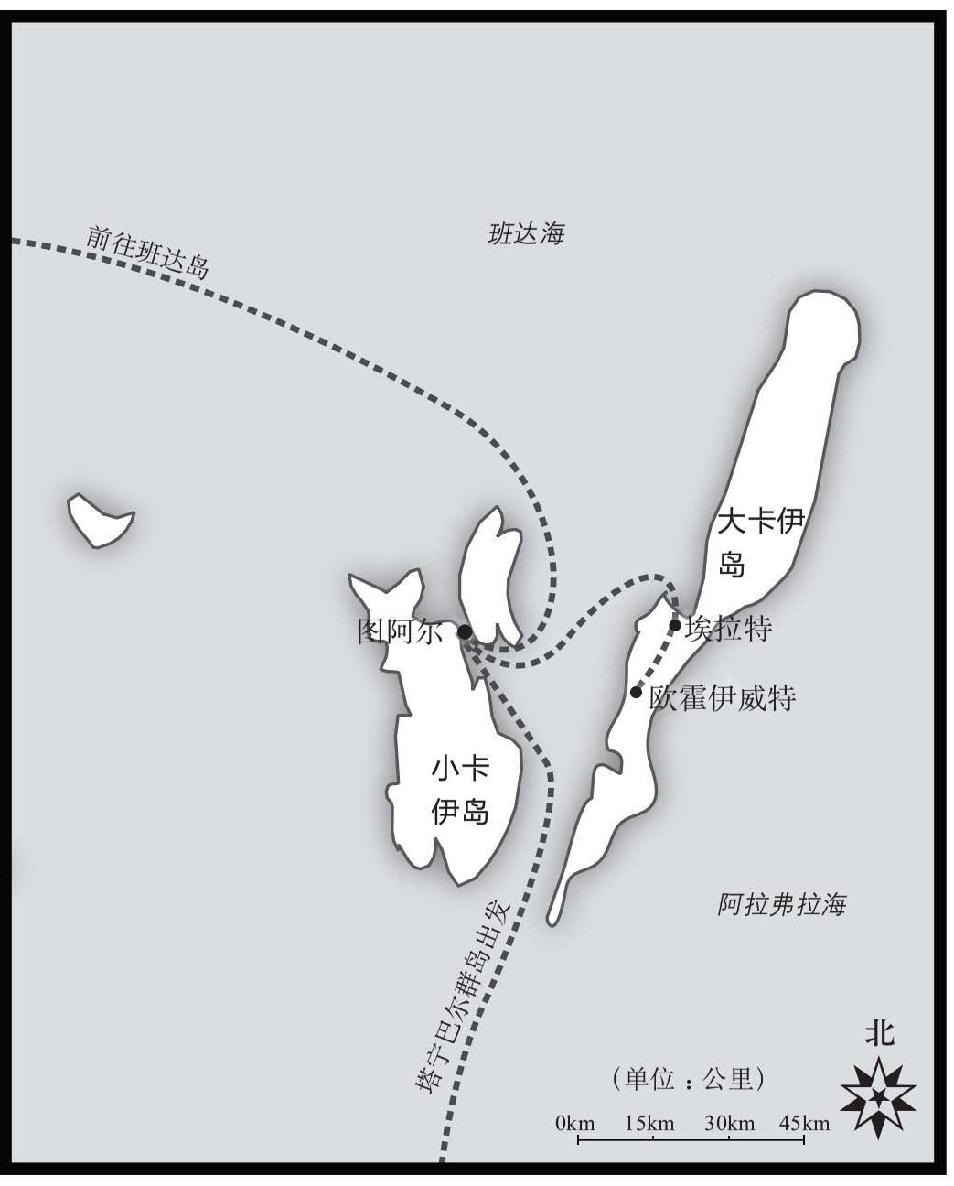 前往班达岛
班达海
大卡伊
岛
图阿尔
埃拉特
欧霍伊威特
小卡
伊岛
阿拉弗拉海
塔宁巴尔群岛出发
北
（单位：公里）
0km 15km 30km 45km